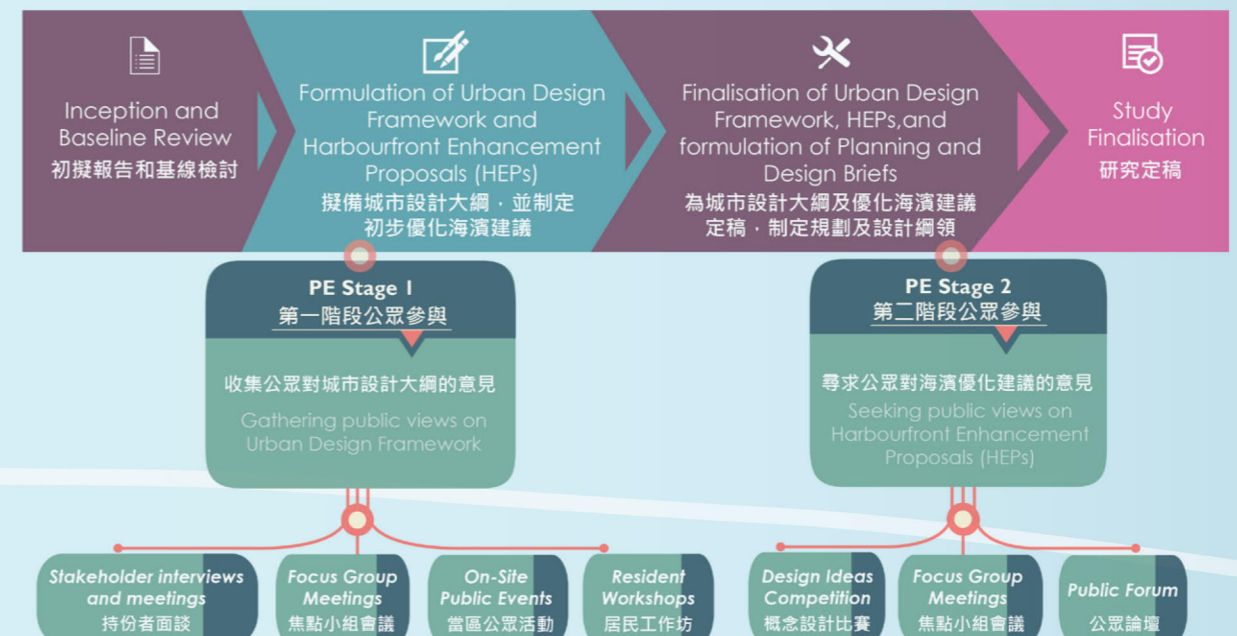 Inception and
Baseline Review
初擬報告和基線檢討
Formulation of Urban Design
Framework and
Harbourfront Enhancement
Proposals (HEPs)
擬備城市設計大綱，並制定
初步優化海濱建議
Finalisation of Urban Design
Framework, HEPs,and
formulation of Planning and
Design Briefs
為城市設計大綱及優化海濱建議
定稿，制定規劃及設計綱領
Study
Finalisation
研究定稿
PE Stage 1
第一階段公眾參與
收集公眾對城市設計大綱的意見
Gathering public views on
Urban Design Framework
PE Stage 2
第二階段公眾參與
尋求公眾對海濱優化建議的意見
Seeking public views on
Harbourfront Enhancement
Proposals (HEPs)
Stakeholder interviews
and meetings
持份者面談
Focus Group
Meetings
焦點小組會議
On-Site
Public Events
當區公眾活動
Resident
Workshops
居民工作坊
Design Ideas
Competition
概念設計比賽
Focus Group
Meetings
焦點小組會議
Public Forum
公眾論壇